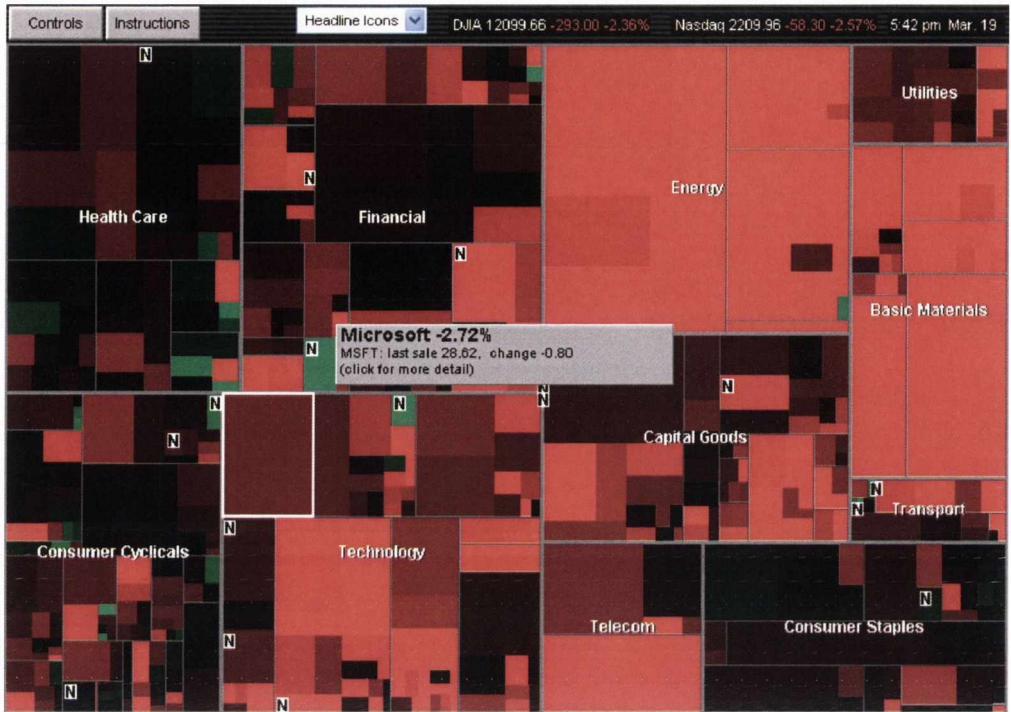 Controls
Instructions
Headline Icons
DJIA 12099.66 -293.00 -2.36%
Nasdaq 2209.96 -58.30 -2.57%
5:42 pm Mar. 19
N
Utilities
N
Energy
Health Care
Financial
N
Basic Materials
Microsoft -2.72%
MSFT: last sale 28.62, change -0.80
(click for more detail)
N
N
N
N
N
N
N
Capital Goods
N
Transport
N
N
Consumer Cyclicals
Technology
N
Telecom
Consumer Staples
N
N
N